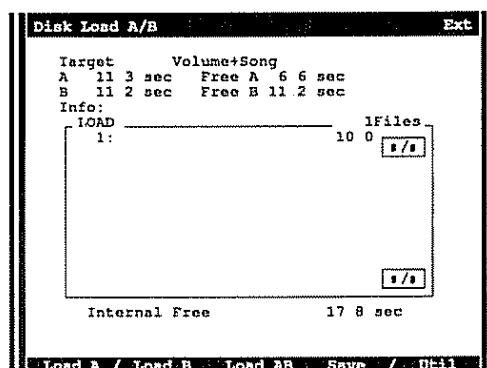 Disk Load A/B Ext
Target Volume+Song
A 11 3 sec Free A 6 6 sec
B 11 2 sec Free B 11 2 sec
Info:
LOAD 1Files
1: 10 0
s/s
s/s
Internal Free 17 8 sec
Load A / Load B Load AB Save / Util